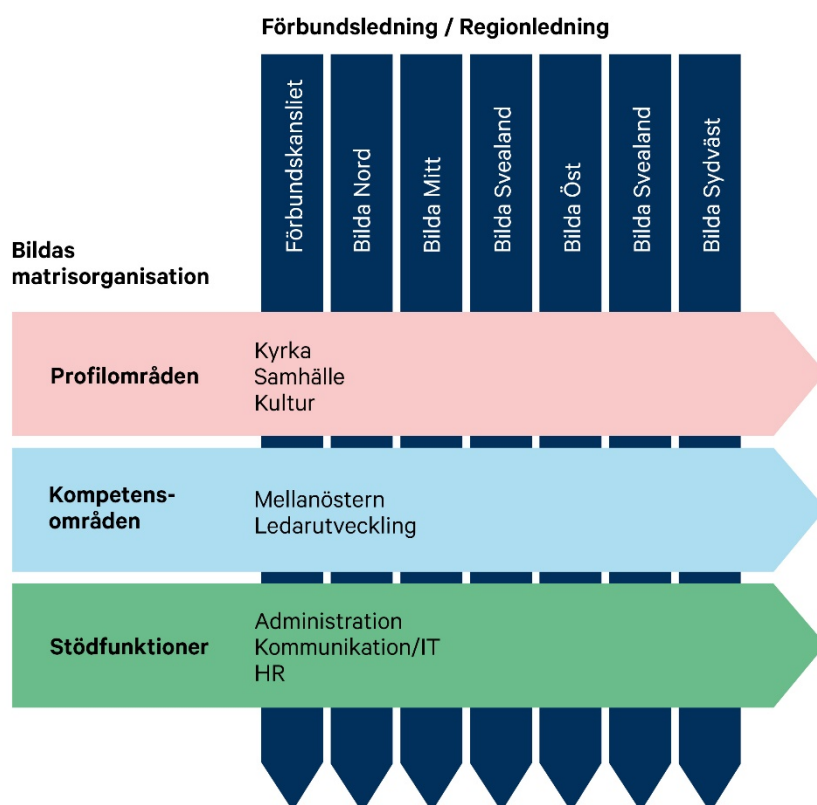 Förbundsledning / Regionledning
Förbundskansliet
Bilda Nord
Bilda Mitt
Bilda Svealand
Bilda Öst
Bilda Svealand
Bilda Sydväst
Bildas
matrisorganisation
Profilområden
Kyrka
Samhälle
Kultur
Kompetens-
områden
Mellanöstern
Ledarutveckling
Stödfunktioner
Administration
Kommunikation/IT
HR